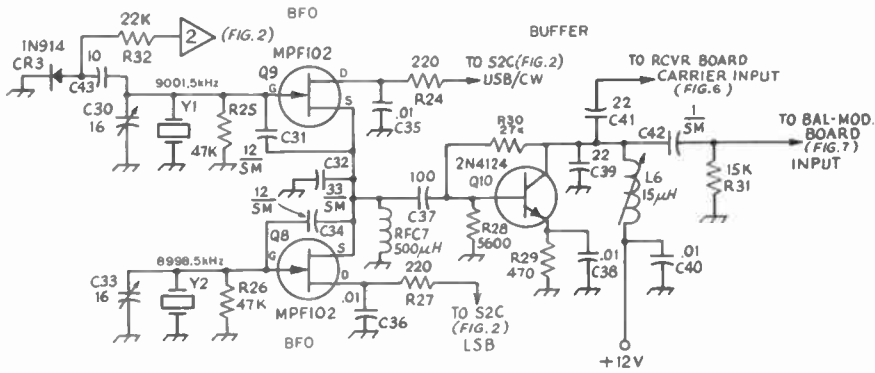 BFO
BUFFER
22K
R32
2
(FIG. 2)
IN914
CR3
10
C43
MPF102
9001.5kHz
Q9
G
D
S
C30
16
Y1
R25
47K
C31
12
SM
.01
C35
220
R24
TO S2C (FIG. 2)
USB/CW
TO RCVR BOARD
CARRIER INPUT
(FIG.6)
22
C41
R30
27K
2N4124
Q10
22
C39
C42
1
SM
TO BAL-MOD.
BOARD
(FIG. 7)
INPUT
L6
15µH
15K
R31
C32
33
SM
12
SM
C34
100
C37
RFC7
500µH
R28
5600
R29
470
.01
C38
.01
C40
+12V
8998.5kHz
Q8
G
S
D
C33
16
Y2
R26
47K
MPF102
.01
C36
220
R27
TO S2C
(FIG. 2)
LSB
BFO